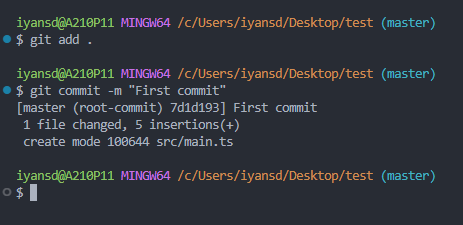 iyansd@A210P11 MINGW64 /c/Users/iyansd/Desktop/test (master)
$ git add .
iyansd@A210P11 MINGW64 /c/Users/iyansd/Desktop/test (master)
$ git commit -m "First commit"
[master (root-commit) 7d1d193] First commit
 1 file changed, 5 insertions(+)
 create mode 100644 src/main.ts
iyansd@A210P11 MINGW64 /c/Users/iyansd/Desktop/test (master)
$